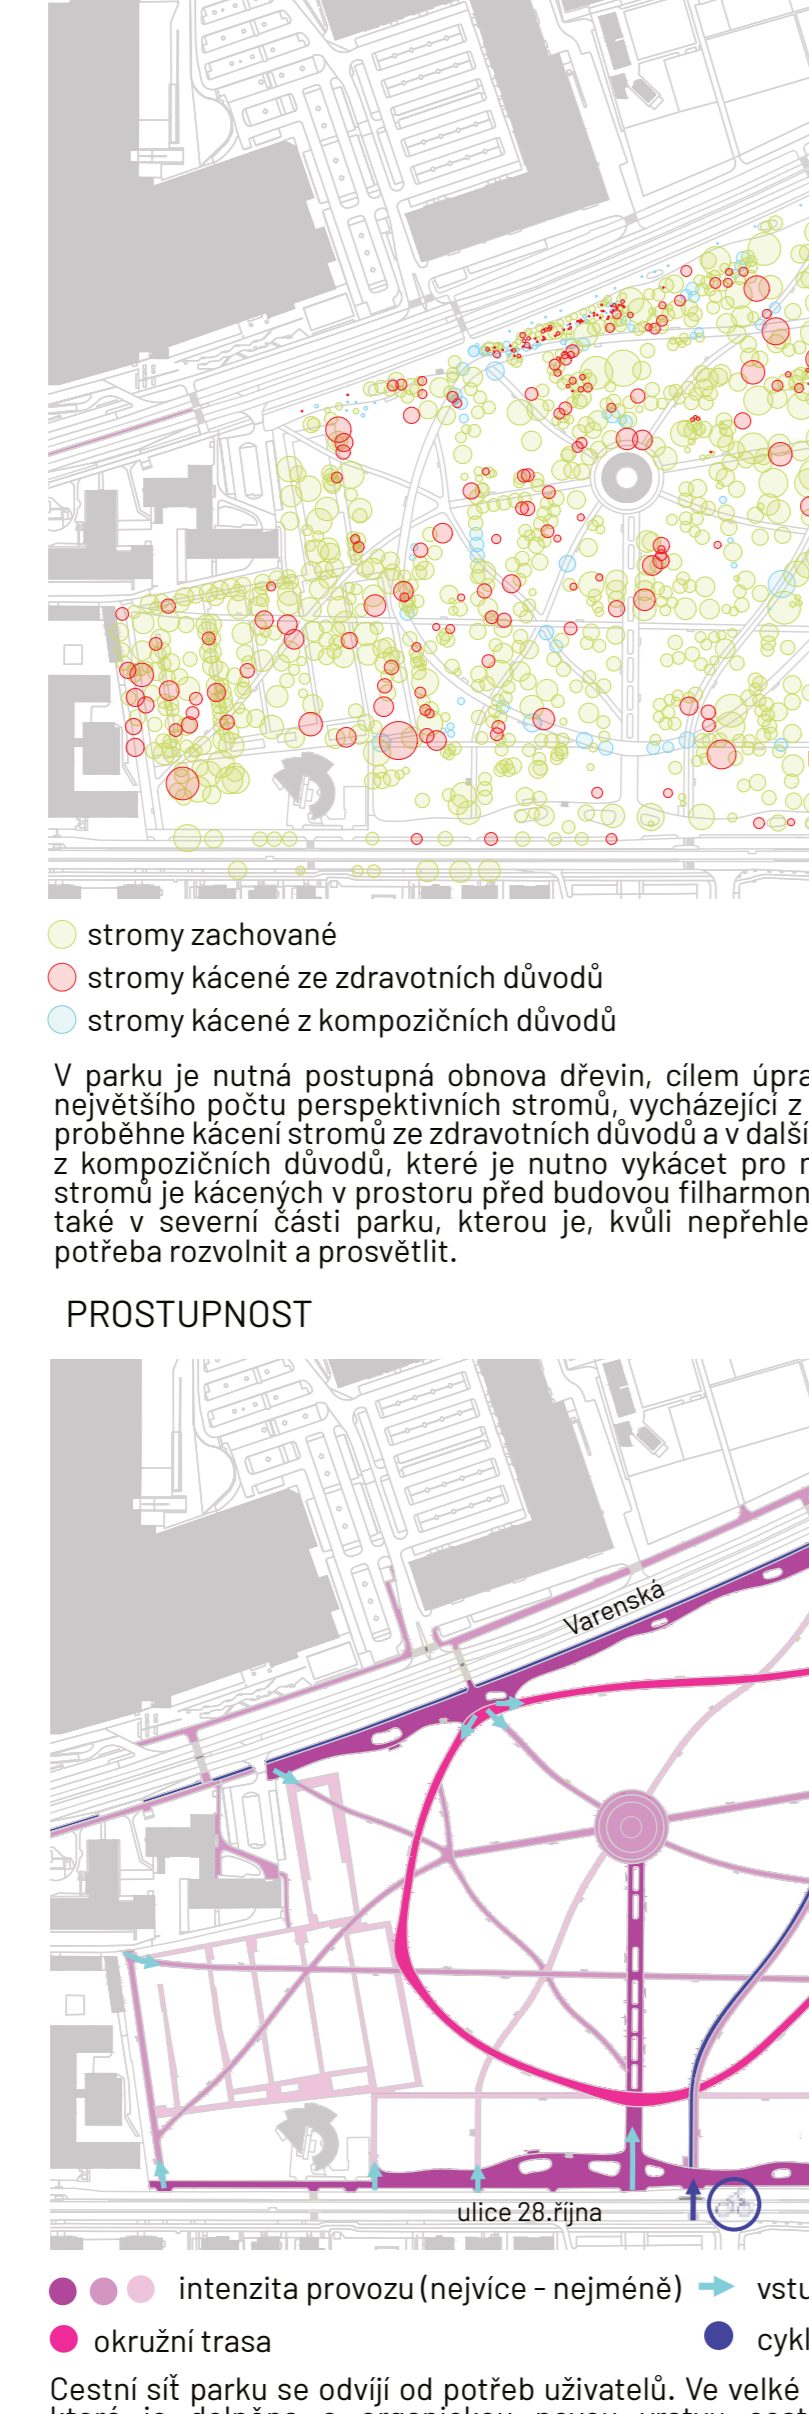 stromy zachované
stromy kácené ze zdravotních důvodů
stromy kácené z kompozičních důvodů
V parku je nutná postupná obnova dřevin, cílem úpra
největšího počtu perspektivních stromů, vycházející z
proběhne kácení stromů ze zdravotních důvodů a v další
z kompozičních důvodů, které je nutno vykácet pro
stromů je kácených v prostoru před budovou filharmon
také v severní části parku, kterou je, kvůli nepřehle
potřeba rozvolnit a prosvětlit.
PROSTUPNOST
Varenská
ulice 28.října
intenzita provozu (nejvíce - nejméně) vstu
okružní trasa cykl
Cestní síť parku se odvíjí od potřeb uživatelů. Ve velké